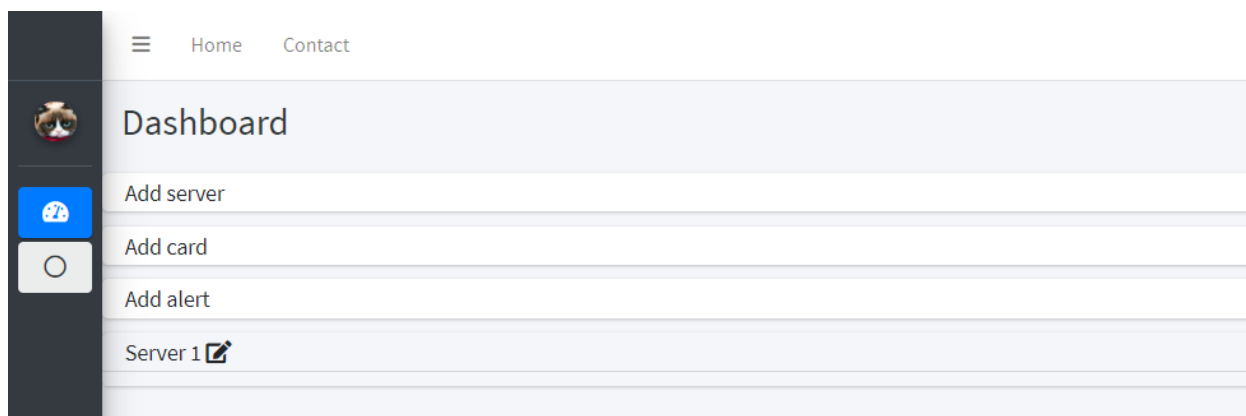 Home Contact
Dashboard
Add server
Add card
Add alert
Server 1